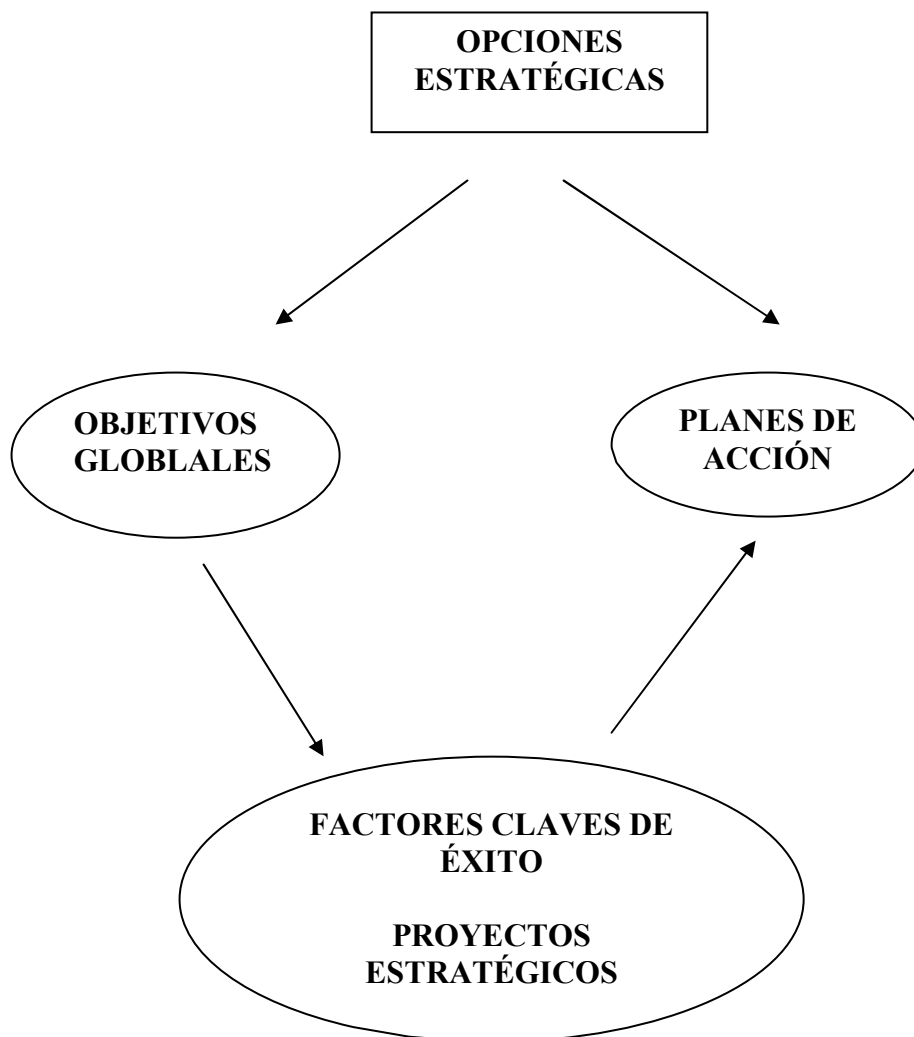 OPCIONES
ESTRATÉGICAS
OBJETIVOS
GLOBLALES
PLANES DE
ACCIÓN
FACTORES CLAVES DE
ÉXITO
PROYECTOS
ESTRATÉGICOS